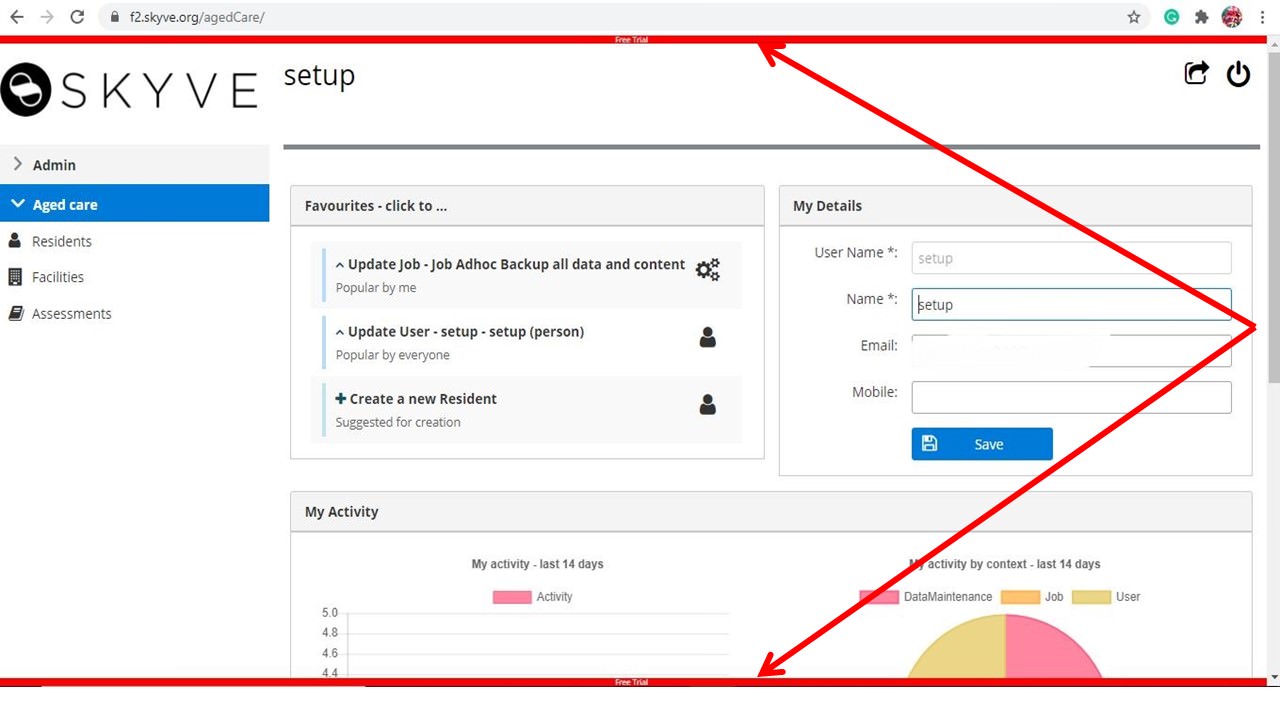 f2.skyve.org/agedCare/
Free Trial
SKYVE
setup
Admin
Aged care
Residents
Facilities
Assessments
Favourites - click to ...
Update Job - Job Adhoc Backup all data and content
Popular by me
Update User - setup - setup (person)
Popular by everyone
Create a new Resident
Suggested for creation
My Details
User Name *: setup
Name *: setup
Email:
Mobile:
Save
My Activity
My activity - last 14 days
Activity
5.0
4.8
4.6
4.4
My activity by context - last 14 days
DataMaintenance Job User
Free Trial